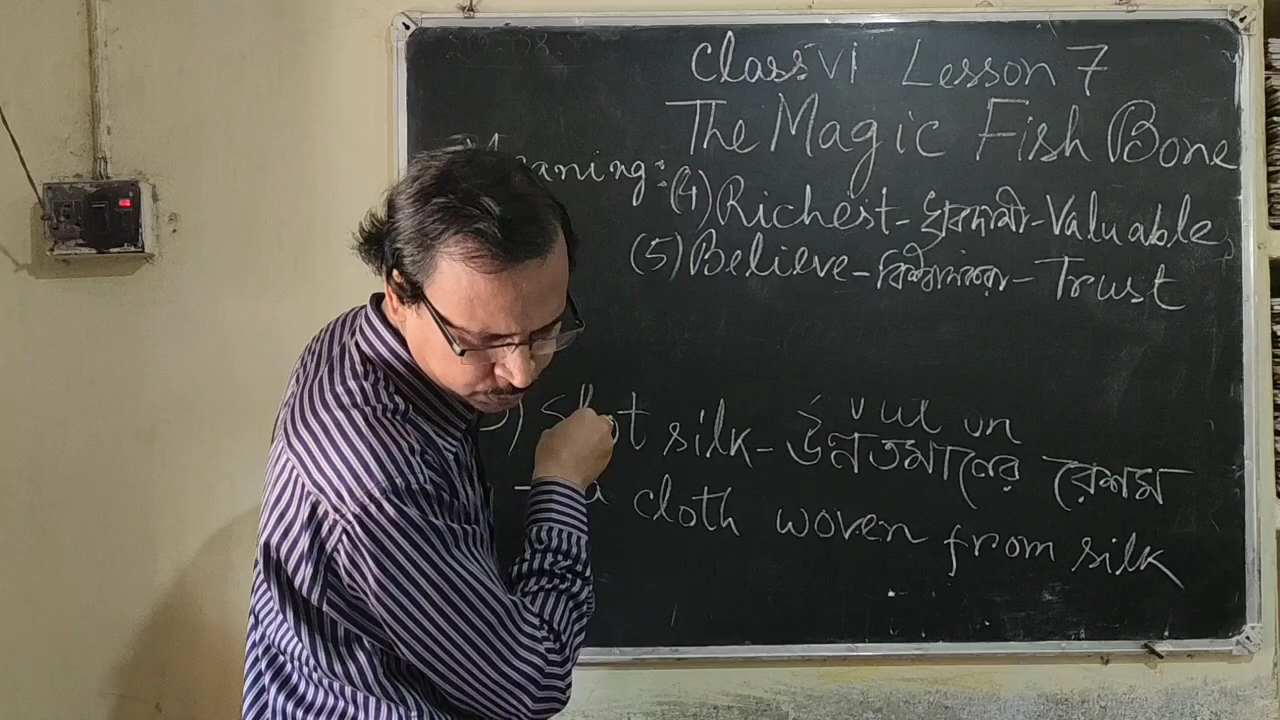 Class VI Lesson 7
The Magic Fish Bone
Meaning: (4) Richest - - Valuable,
(5) Believe - বিশ্বাস করা - Trust
silk - উন্নতমানের রেশম
- a cloth woven from silk